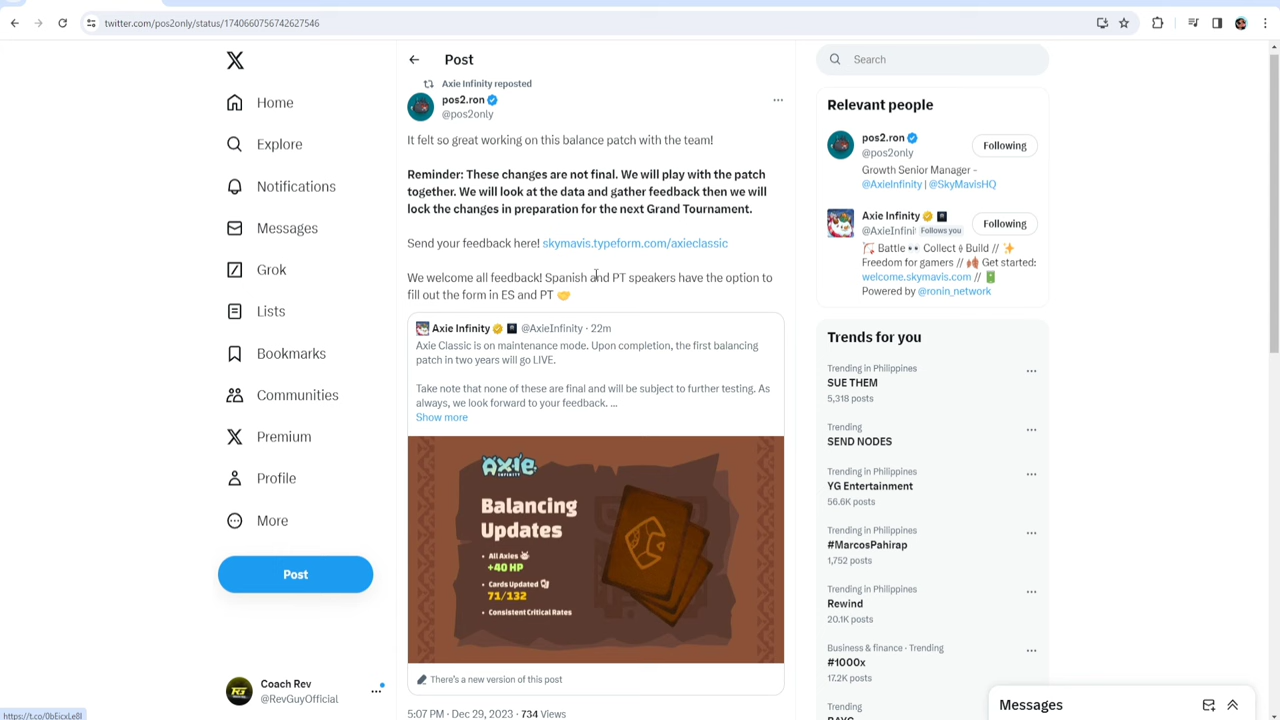 twitter.com/pos2only/status/1740660756742627546
Home
Explore
Notifications
Messages
Grok
Lists
Bookmarks
Communities
Premium
Profile
More
Post
Coach Rev
@RevGuyOfficial
https://t.co/0bEicxLe8l
Post
Axie Infinity reposted
pos2.ron
@pos2only
It felt so great working on this balance patch with the team!
Reminder: These changes are not final. We will play with the patch
together. We will look at the data and gather feedback then we will
lock the changes in preparation for the next Grand Tournament.
Send your feedback here! skymavis.typeform.com/axieclassic
We welcome all feedback! Spanish and PT speakers have the option to
fill out the form in ES and PT
Axie Infinity @AxieInfinity · 22m
Axie Classic is on maintenance mode. Upon completion, the first balancing
patch in two years will go LIVE.
Take note that none of these are final and will be subject to further testing. As
always, we look forward to your feedback. ...
Show more
AXIE
INFINITY
Balancing
Updates
• All Axies
+40 HP
• Cards Updated
71/132
• Consistent Critical Rates
There's a new version of this post
5:07 PM · Dec 29, 2023 · 734 Views
Search
Relevant people
pos2.ron
@pos2only
Following
Growth Senior Manager -
@AxieInfinity | @SkyMavisHQ
Axie Infinity
@AxieInfini Follows you
Following
Battle Collect Build //
Freedom for gamers // Get started:
welcome.skymavis.com //
Powered by @ronin_network
Trends for you
Trending in Philippines
SUE THEM
5,318 posts
Trending
SEND NODES
Trending in Philippines
YG Entertainment
56.6K posts
Trending in Philippines
#MarcosPahirap
1,752 posts
Trending in Philippines
Rewind
20.1K posts
Business & finance · Trending
#1000x
17.2K posts
Trending
Messages